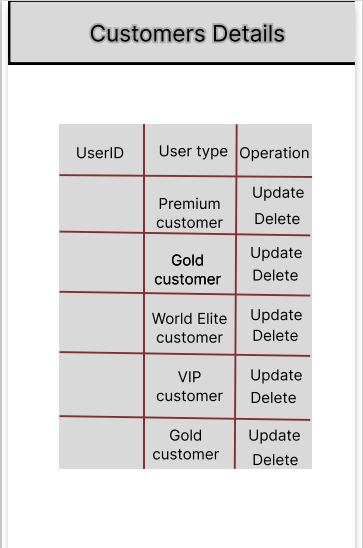 Customers Details
UserID User type Operation
Premium customer Update
Delete
Gold customer Update
Delete
World Elite customer Update
Delete
VIP customer Update
Delete
Gold customer Update
Delete